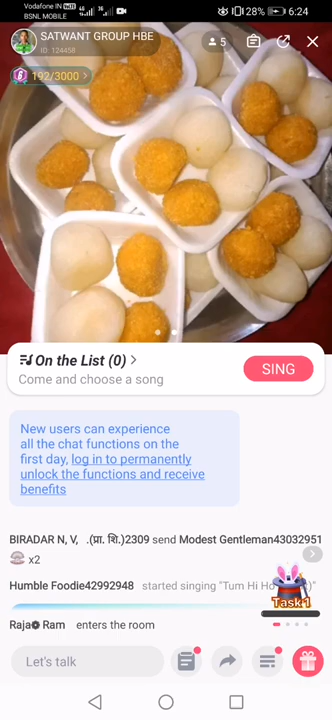 Vodafone IN VoLTE
BSNL MOBILE
28% 6:24
SATWANT GROUP HBE
ID: 124458
5
192/3000 >
On the List (0) >
Come and choose a song
SING
New users can experience
all the chat functions on the
first day, log in to permanently
unlock the functions and receive
benefits
BIRADAR N, V, .(प्रा. शि.)2309 send Modest Gentleman43032951
x2
Humble Foodie42992948 started singing "Tum Hi Ho
Task 1
Raja Ram enters the room
Let's talk